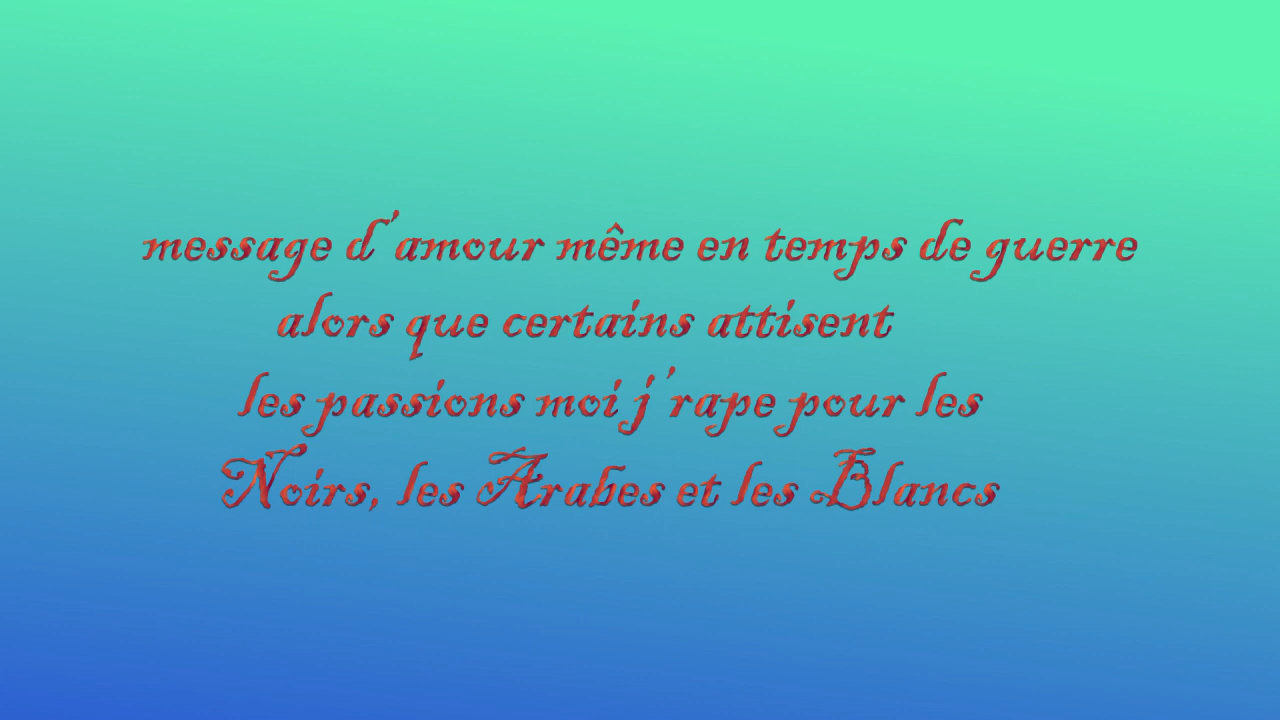 message d'amour même en temps de guerre
alors que certains attisent
les passions moi j'rape pour les
Noirs, les Arabes et les Blancs